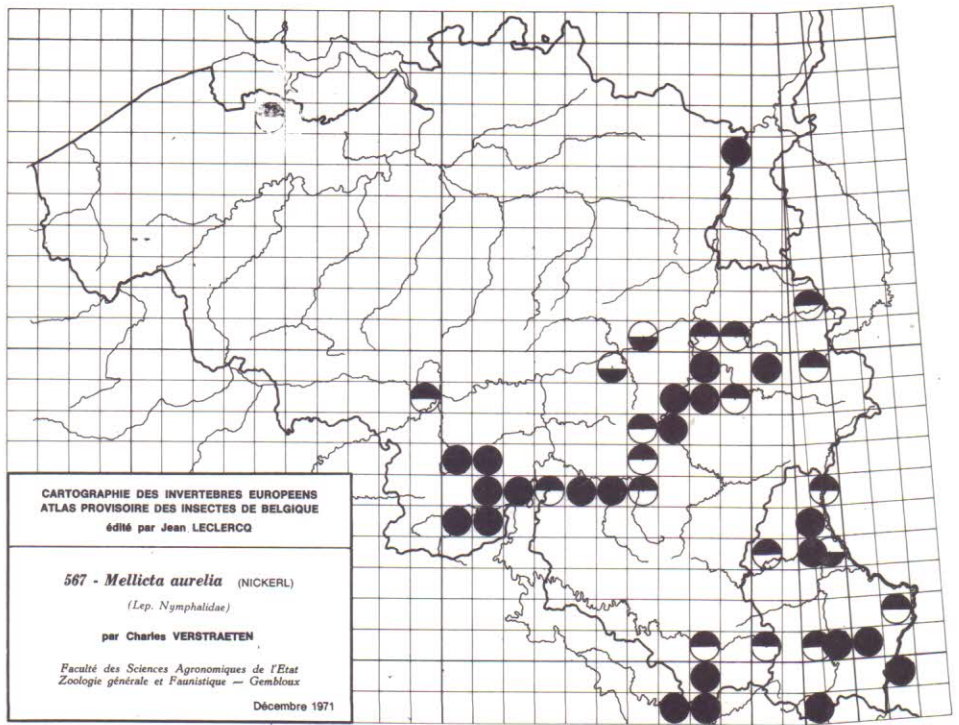 CARTOGRAPHIE DES INVERTEBRES EUROPEENS
ATLAS PROVISOIRE DES INSECTES DE BELGIQUE
édité par Jean LECLERCQ
567 - Mellicta aurelia (NICKERL)
(Lep. Nymphalidae)
par Charles VERSTRAETEN
Faculté des Sciences Agronomiques de l'Etat
Zoologie générale et Faunistique — Gembloux
Décembre 1971